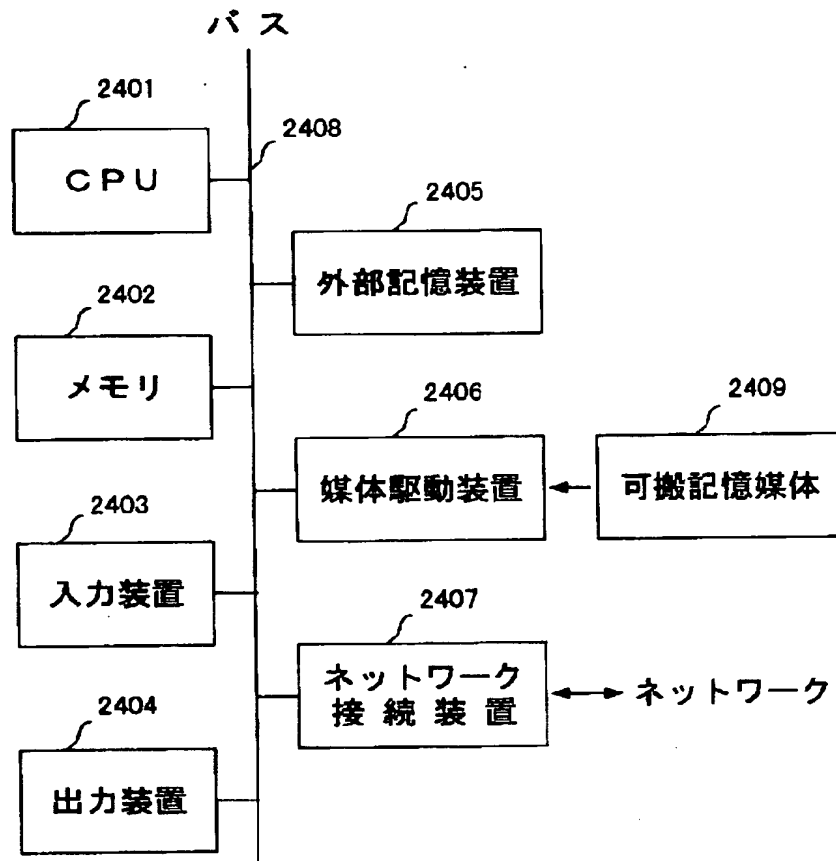 バス
2401
2408
CPU
2405
外部記憶装置
2402
メモリ
2406
2409
媒体駆動装置
可搬記憶媒体
2403
入力装置
2407
ネットワーク
接続装置
ネットワーク
2404
出力装置